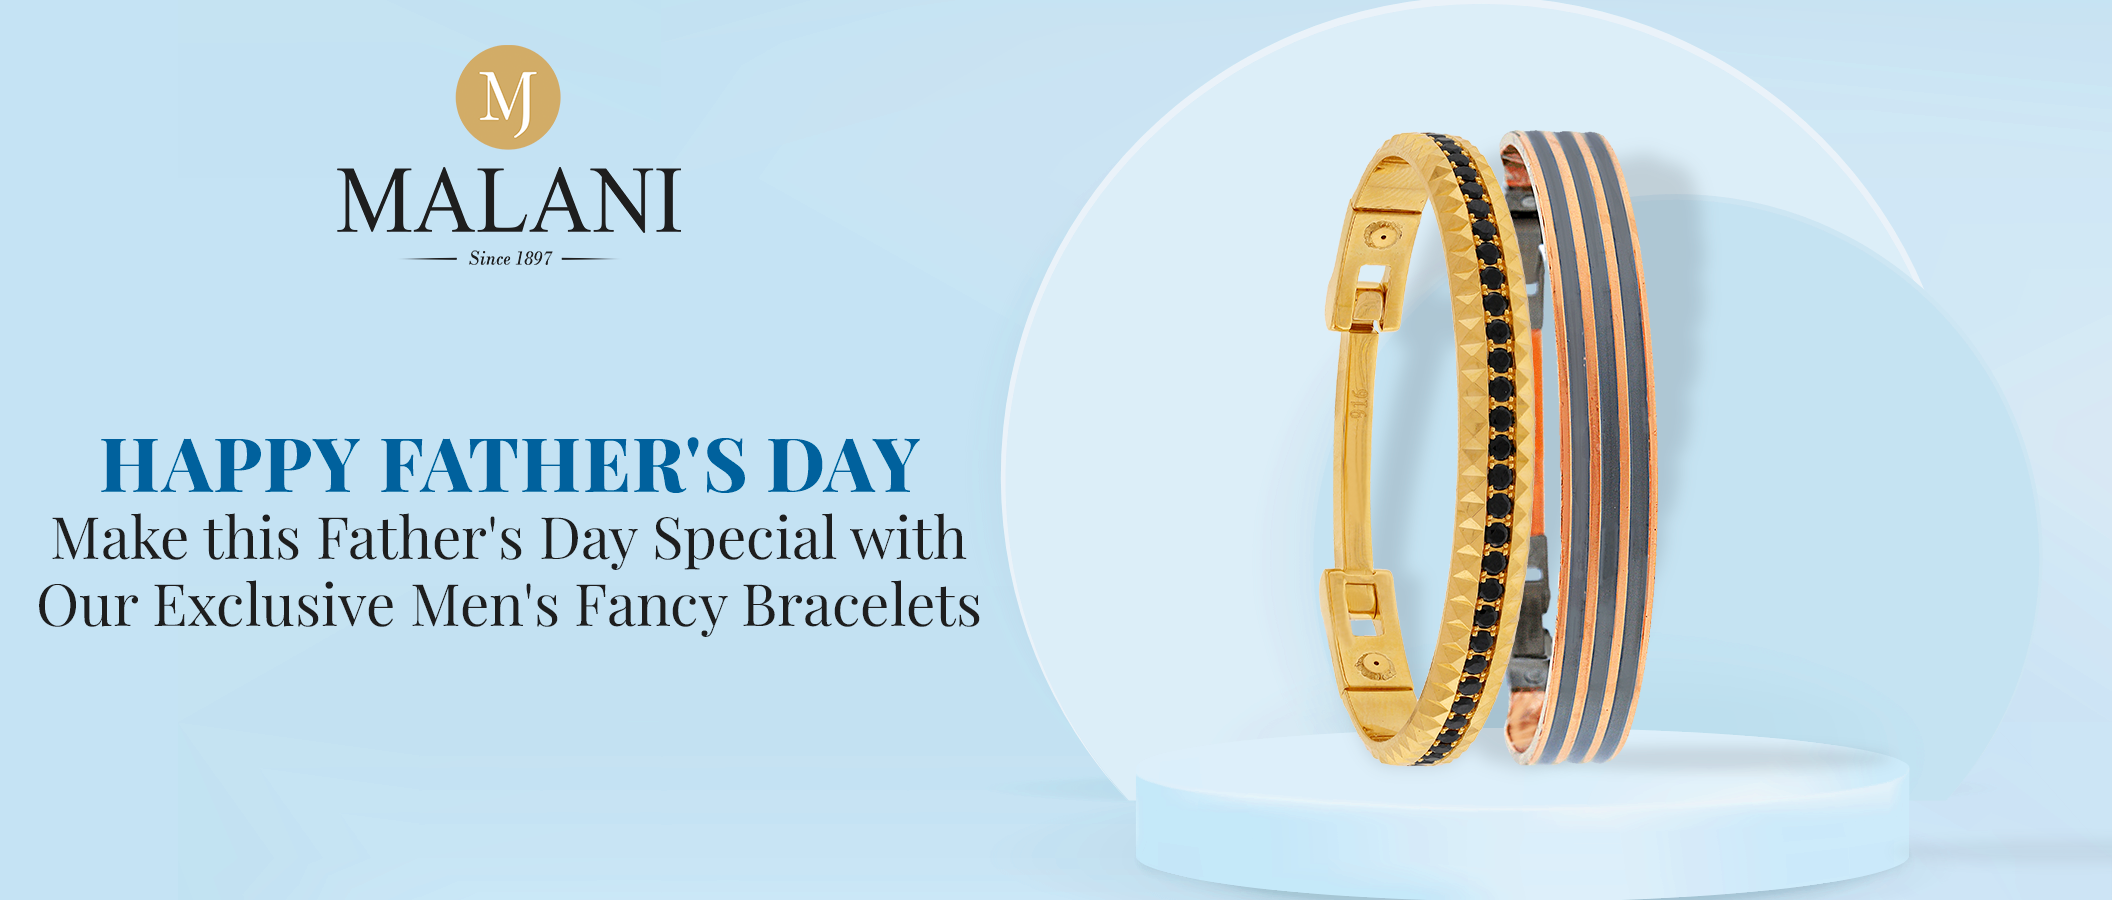 MJ
MALANI
Since 1897
HAPPY FATHER'S DAY
Make this Father's Day Special with
Our Exclusive Men's Fancy Bracelets
916